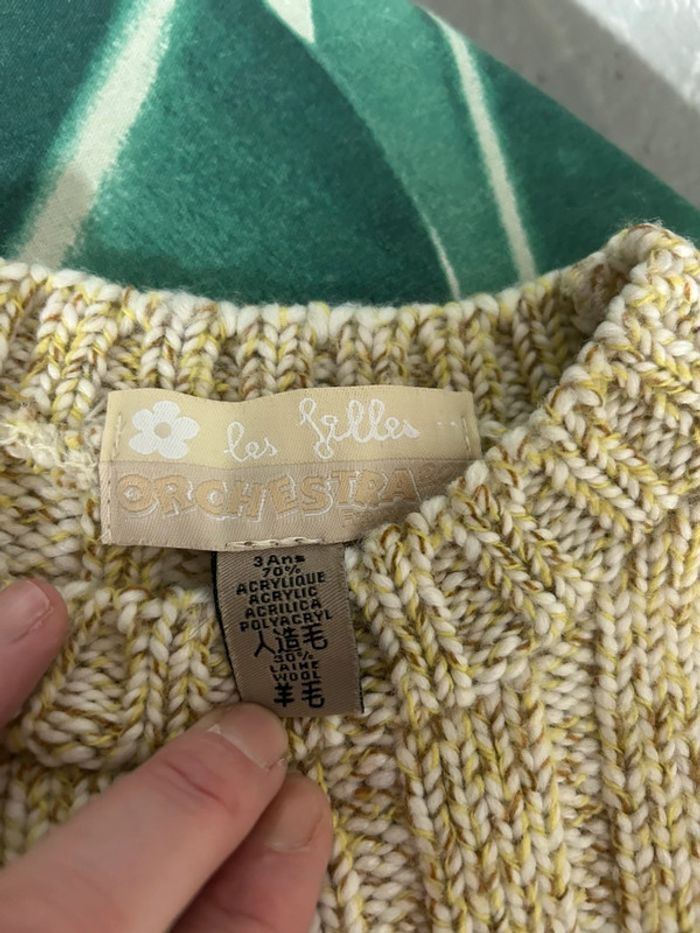 les filles
ORCHESTRA
3 Ans
70%
ACRYLIQUE
ACRYLIC
ACRILICA
POLYACRYL
人造毛
30%
LAINE
WOOL
羊毛